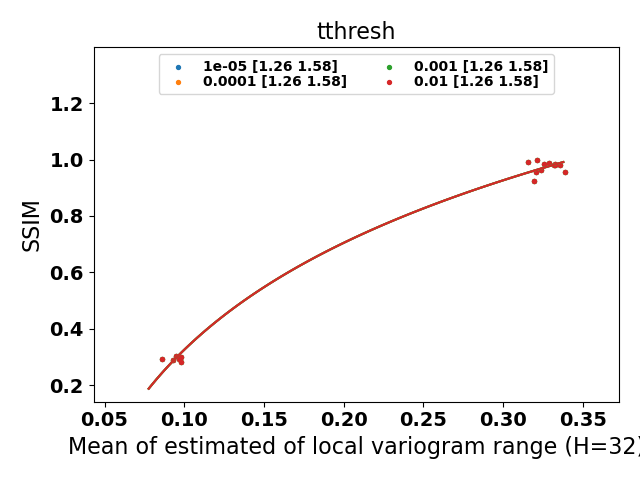 tthresh
1e-05 [1.26 1.58]
0.0001 [1.26 1.58]
0.001 [1.26 1.58]
0.01 [1.26 1.58]
SSIM
1.2
1.0
0.8
0.6
0.4
0.2
0.05 0.10 0.15 0.20 0.25 0.30 0.35
Mean of estimated of local variogram range (H=32)